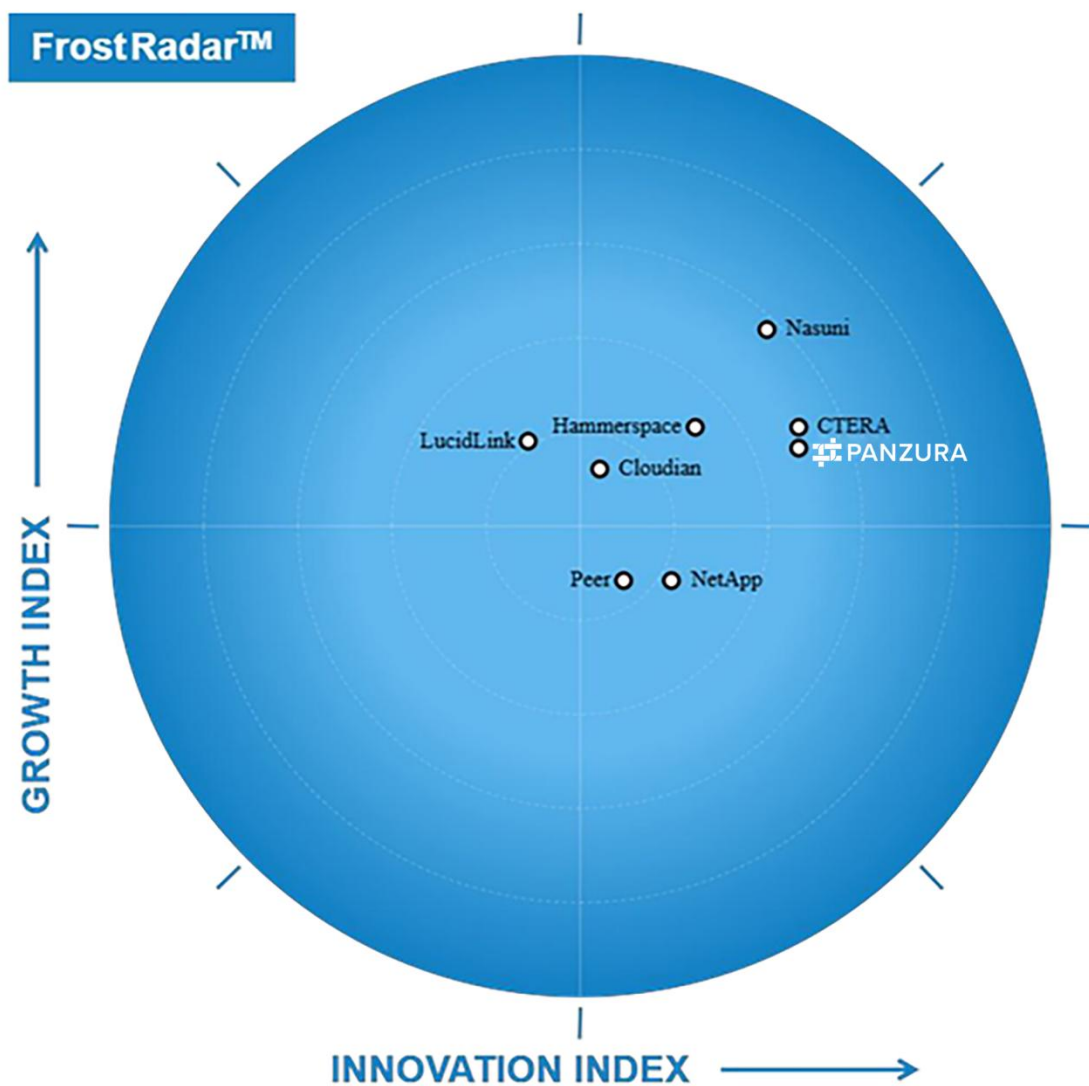 FrostRadar™
Nasuni
Hammerspace
CTERA
LucidLink
PANZURA
Cloudian
Peer
NetApp
GROWTH INDEX
INNOVATION INDEX